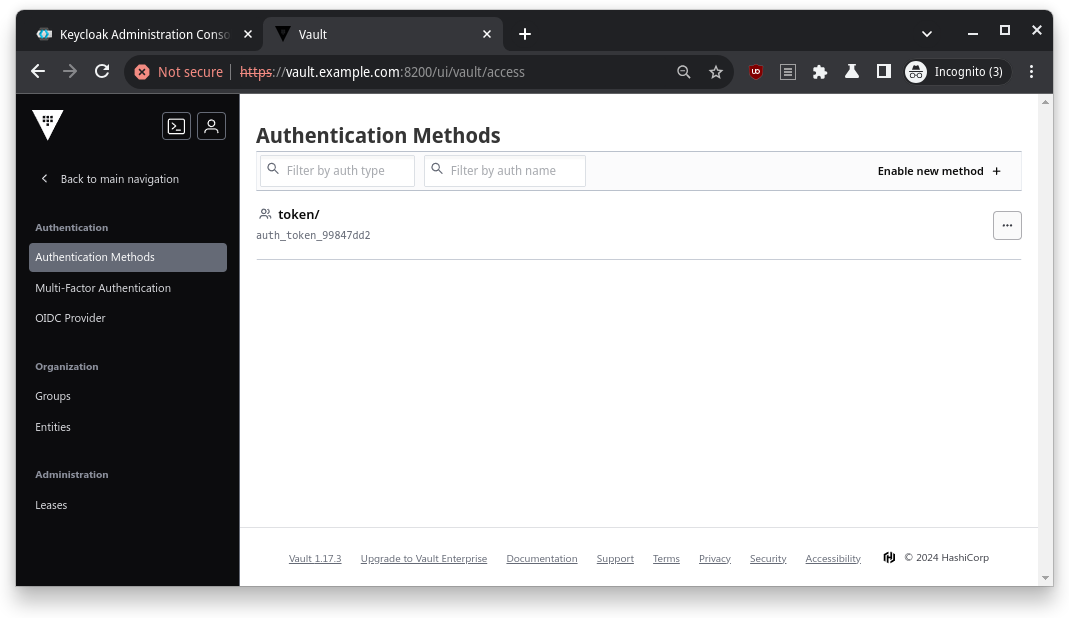 Keycloak Administration Conso
Vault
Not secure https://vault.example.com:8200/ui/vault/access
Incognito (3)
Back to main navigation
Authentication
Authentication Methods
Multi-Factor Authentication
OIDC Provider
Organization
Groups
Entities
Administration
Leases
Authentication Methods
Filter by auth type
Filter by auth name
Enable new method +
token/
auth_token_99847dd2
Vault 1.17.3 Upgrade to Vault Enterprise Documentation Support Terms Privacy Security Accessibility © 2024 HashiCorp